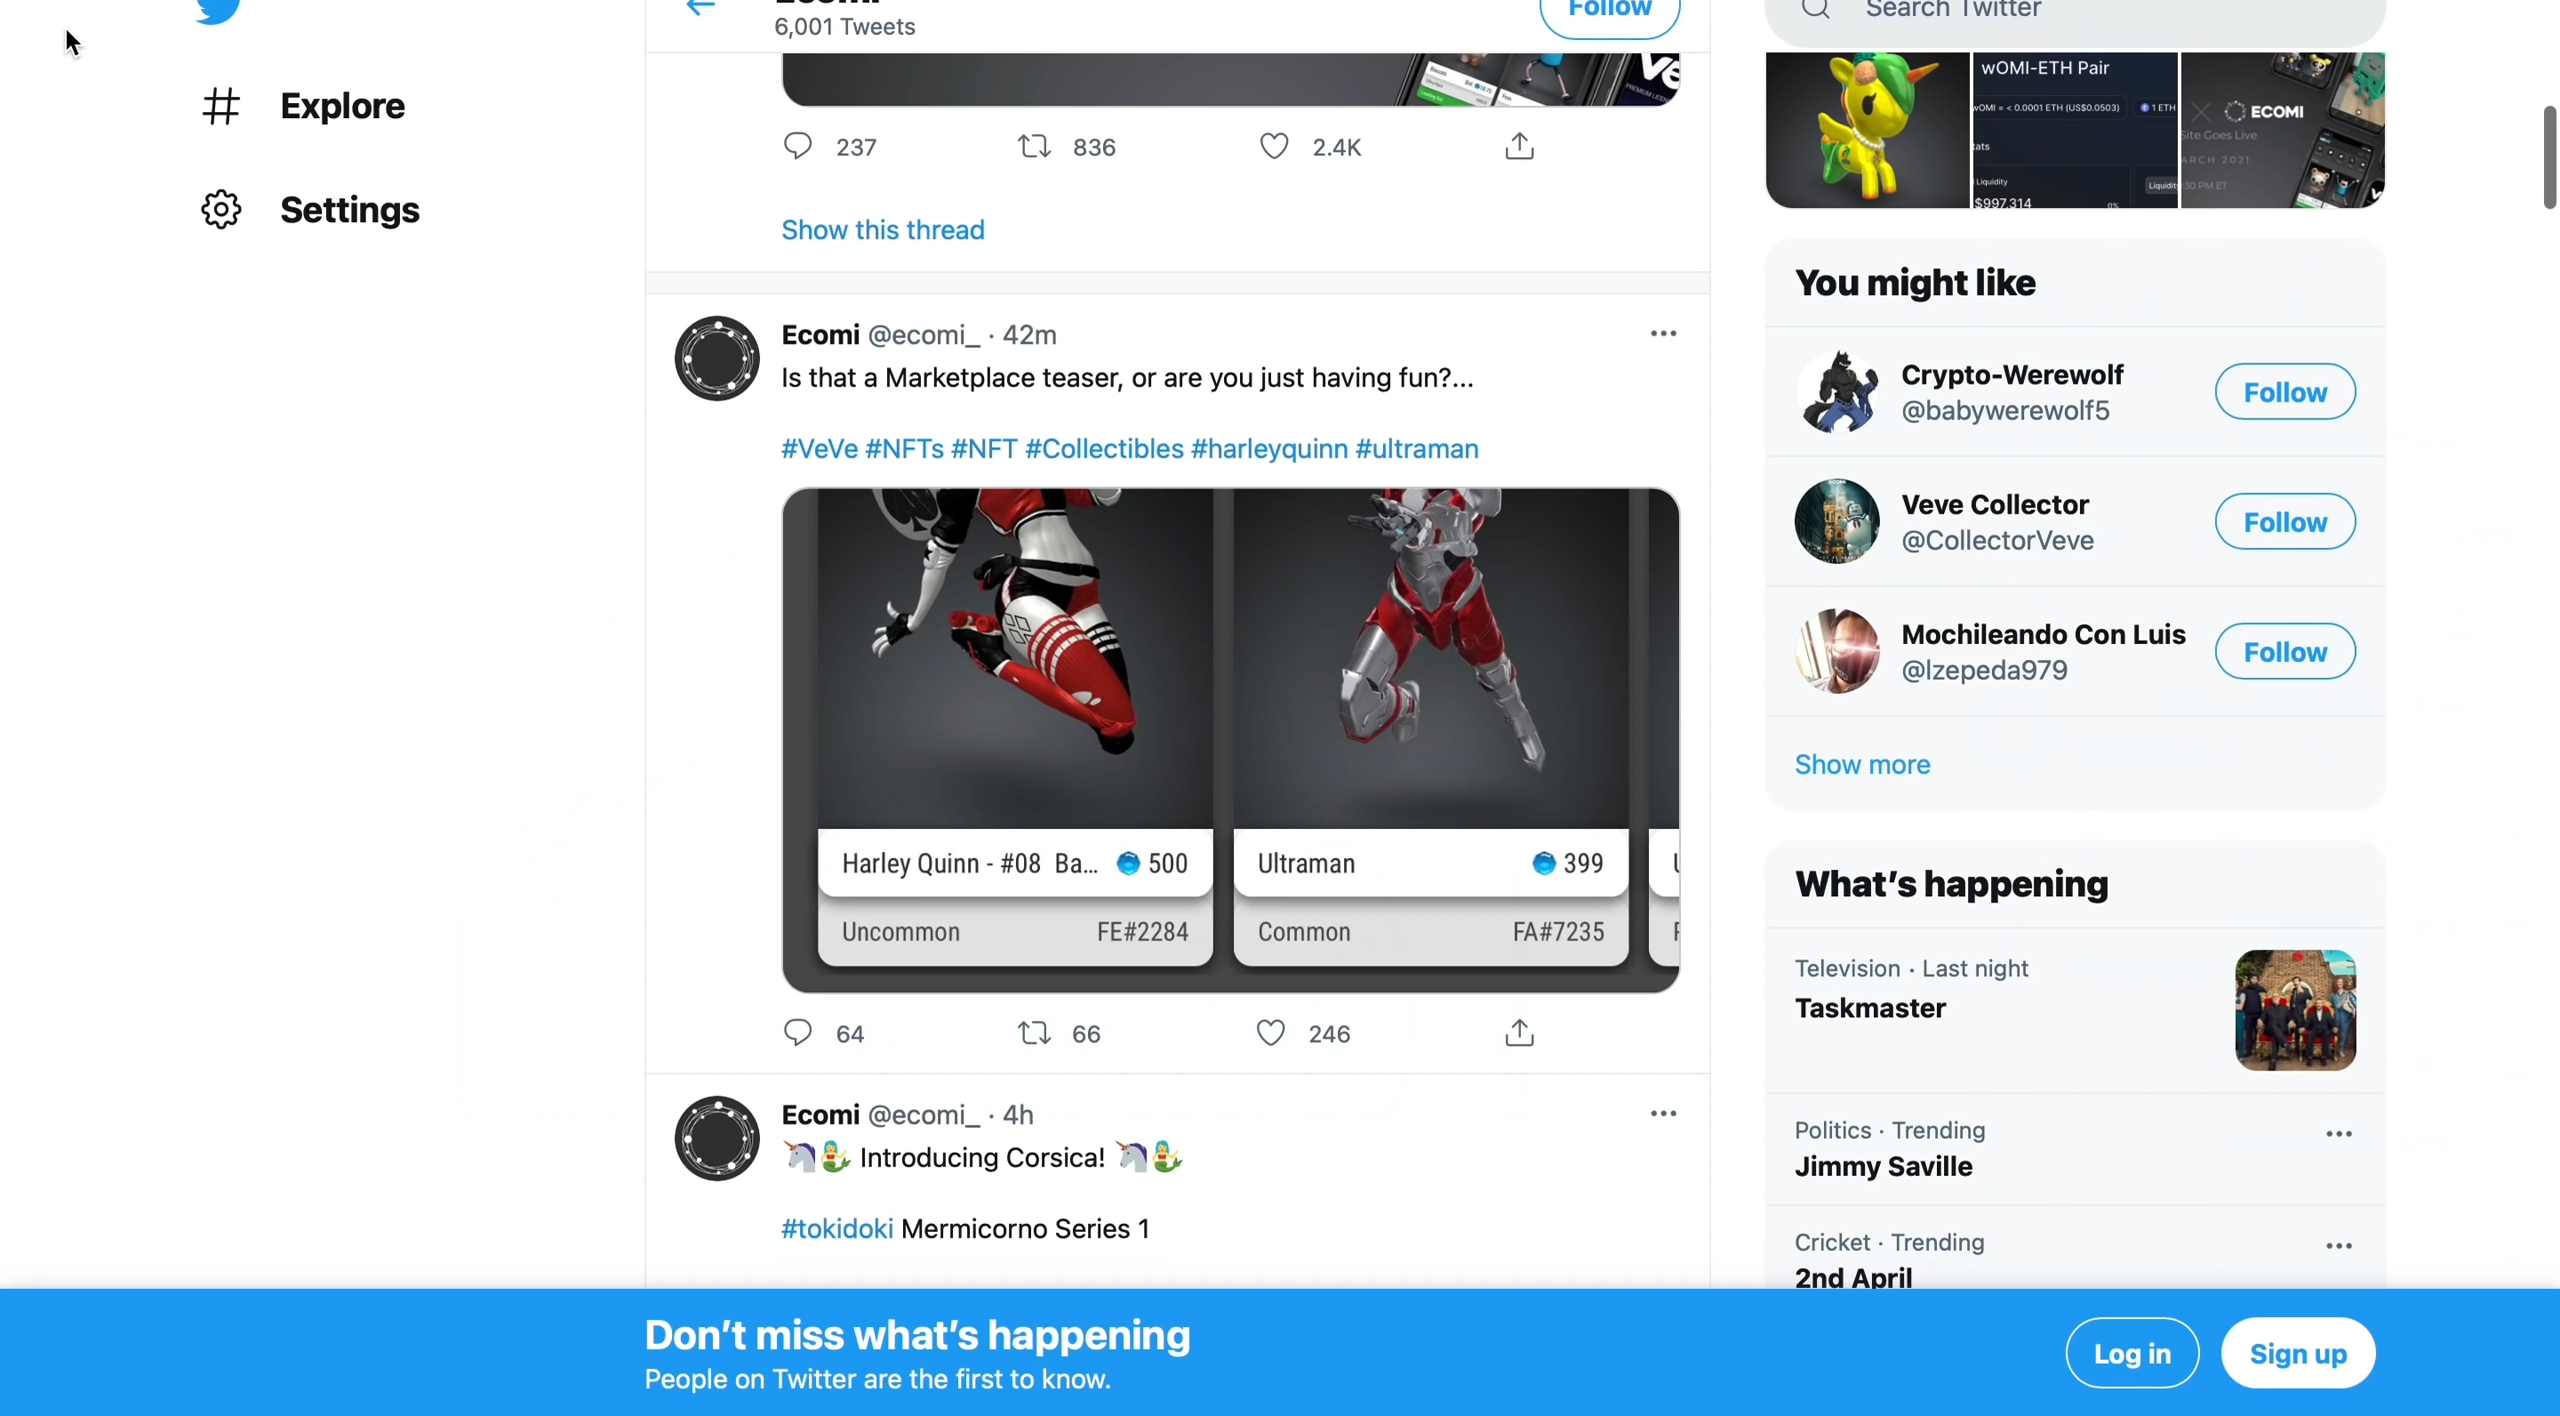 Explore
Settings
Ecomi
6,001 Tweets
Follow
237
836
2.4K
Show this thread
Ecomi @ecomi_ · 42m
Is that a Marketplace teaser, or are you just having fun?...
#VeVe #NFTs #NFT #Collectibles #harleyquinn #ultraman
Harley Quinn - #08 Ba... 500
Uncommon FE#2284
Ultraman 399
Common FA#7235
64
66
246
Ecomi @ecomi_ · 4h
Introducing Corsica!
#tokidoki Mermicorno Series 1
Search Twitter
wOMI-ETH Pair
wOMI = < 0.0001 ETH (US$0.0503)
1 ETH
Liquidity
$997,314
0%
ECOMI
Site Goes Live
ARCH 2021
:30 PM ET
You might like
Crypto-Werewolf
@babywerewolf5
Follow
Veve Collector
@CollectorVeve
Follow
Mochileando Con Luis
@lzepeda979
Follow
Show more
What's happening
Television · Last night
Taskmaster
Politics · Trending
Jimmy Saville
Cricket · Trending
2nd April
Don't miss what's happening
People on Twitter are the first to know.
Log in
Sign up